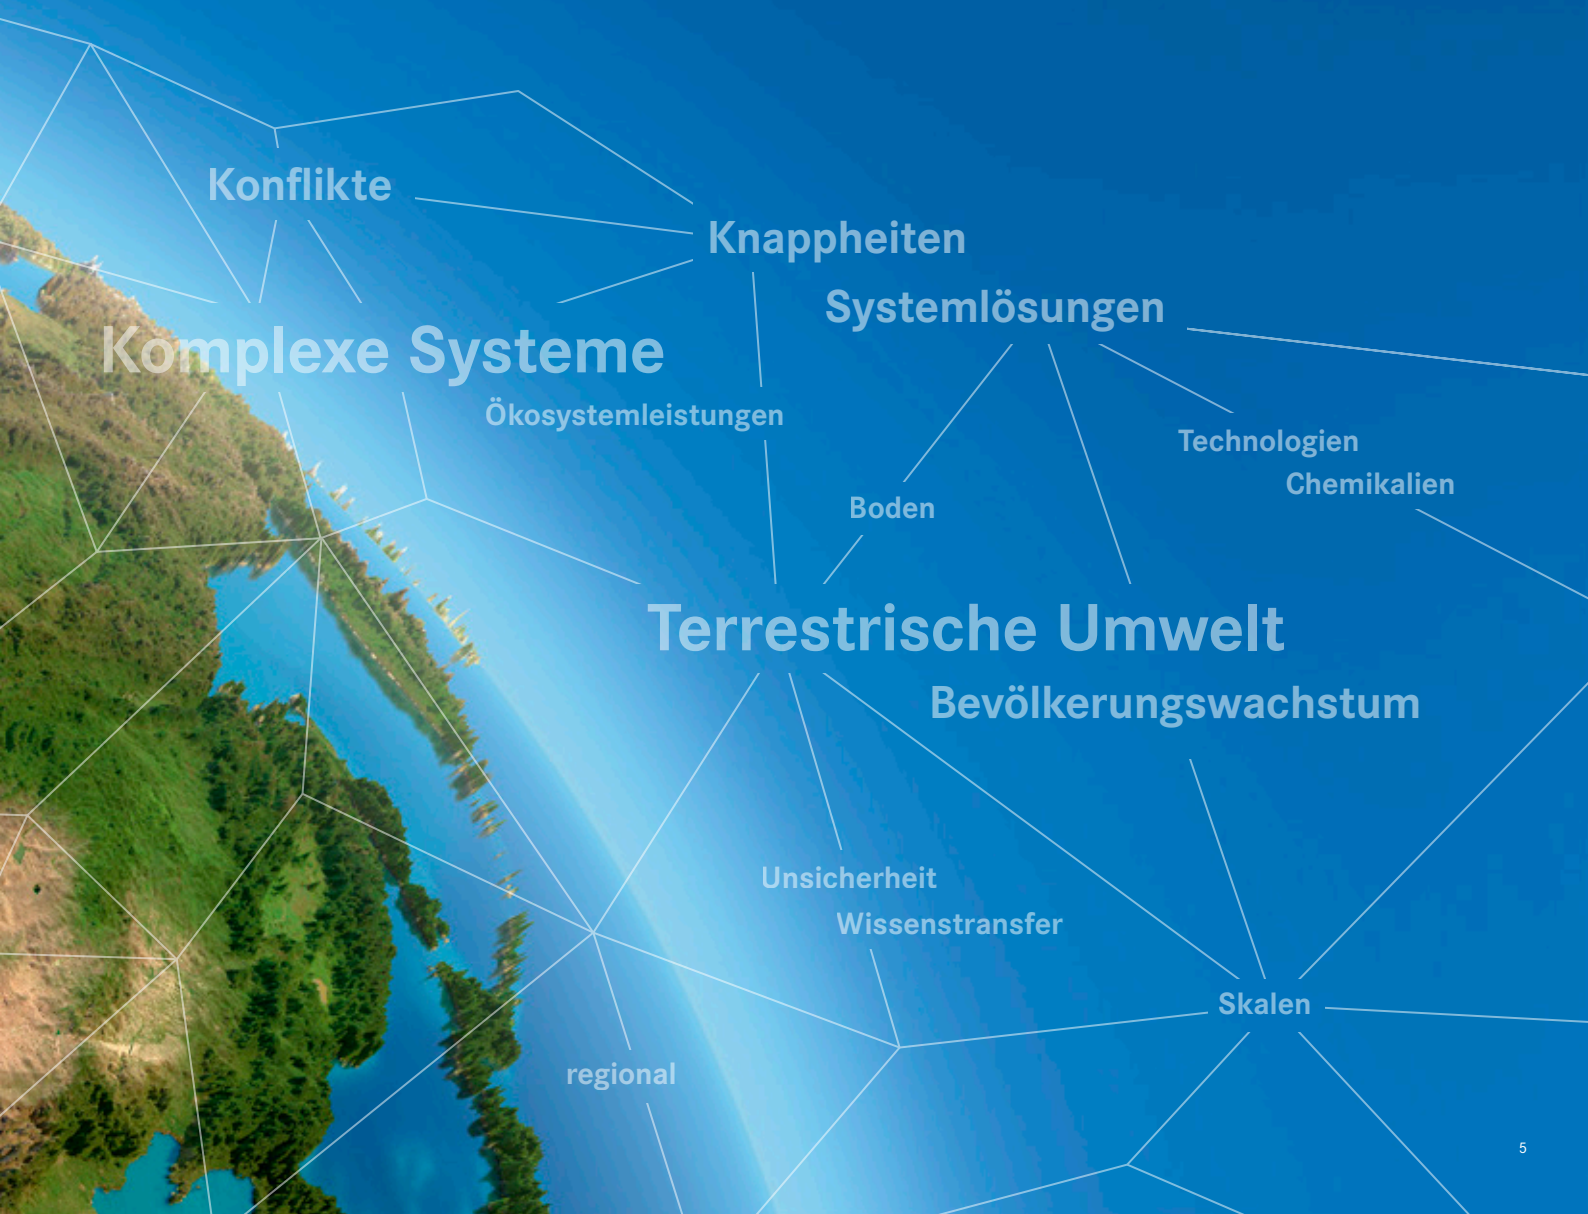 Konflikte
Knappheiten
Systemlösungen
Komplexe Systeme
Ökosystemleistungen
Technologien
Chemikalien
Boden
Terrestrische Umwelt
Bevölkerungswachstum
Unsicherheit
Wissenstransfer
Skalen
regional
5